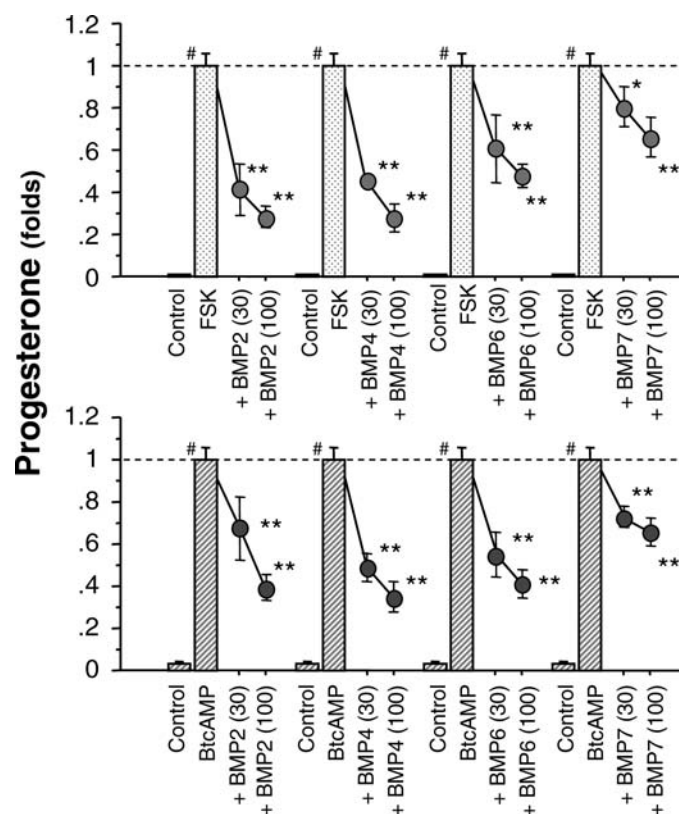 Progesterone (folds)
1.2
1
.8
.6
.4
.2
0
# # # #
** ** ** ** ** ** * **
Control FSK + BMP2 (30) + BMP2 (100) Control FSK + BMP4 (30) + BMP4 (100) Control FSK + BMP6 (30) + BMP6 (100) Control FSK + BMP7 (30) + BMP7 (100)
1.2
1
.8
.6
.4
.2
0
# # # #
** ** ** ** ** ** ** **
Control BtcAMP + BMP2 (30) + BMP2 (100) Control BtcAMP + BMP4 (30) + BMP4 (100) Control BtcAMP + BMP6 (30) + BMP6 (100) Control BtcAMP + BMP7 (30) + BMP7 (100)